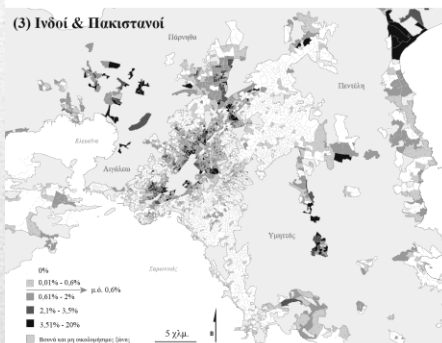 (3) Ινδοί & Πακιστανοί
Πάρνηθα
Πεντέλη
Ελευσίνα
Αιγάλεω
Υμηττός
Σαρωνικός
0%
0,01% - 0,6%
μ.ό. 0,6%
0,61% - 2%
2,1% - 3,5%
3,51% - 20%
Βουνά και μη οικοδομήσιμες ζώνες
5 χλμ.